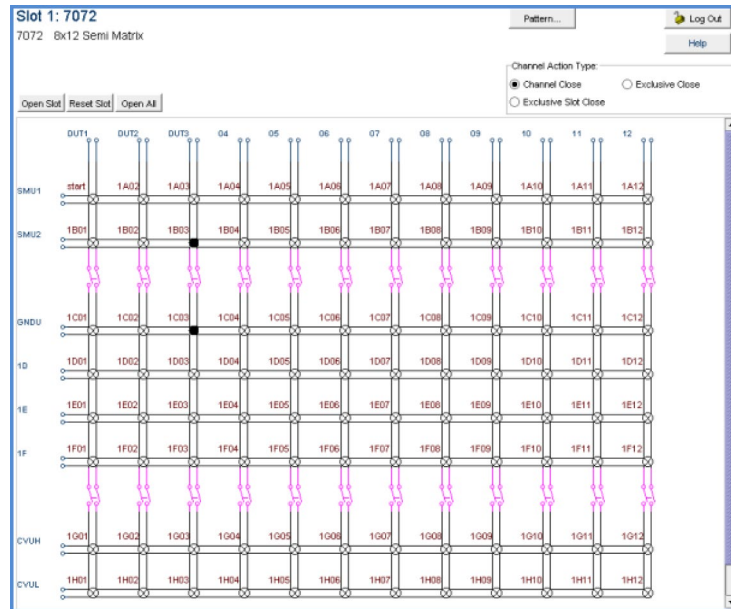 Slot 1: 7072
Pattern...
Log Out
7072 8x12 Semi Matrix
Help
Channel Action Type:
Channel Close
Exclusive Close
Exclusive Slot Close
Open Slot Reset Slot Open All
DUT1 DUT2 DUT3 04 05 06 07 08 09 10 11 12
SMU1 start 1A02 1A03 1A04 1A05 1A06 1A07 1A08 1A09 1A10 1A11 1A12
SMU2 1B01 1B02 1B03 1B04 1B05 1B06 1B07 1B08 1B09 1B10 1B11 1B12
GNDU 1C01 1C02 1C03 1C04 1C05 1C06 1C07 1C08 1C09 1C10 1C11 1C12
1D 1D01 1D02 1D03 1D04 1D05 1D06 1D07 1D08 1D09 1D10 1D11 1D12
1E 1E01 1E02 1E03 1E04 1E05 1E06 1E07 1E08 1E09 1E10 1E11 1E12
1F 1F01 1F02 1F03 1F04 1F05 1F06 1F07 1F08 1F09 1F10 1F11 1F12
CVUH 1G01 1G02 1G03 1G04 1G05 1G06 1G07 1G08 1G09 1G10 1G11 1G12
CVUL 1H01 1H02 1H03 1H04 1H05 1H06 1H07 1H08 1H09 1H10 1H11 1H12